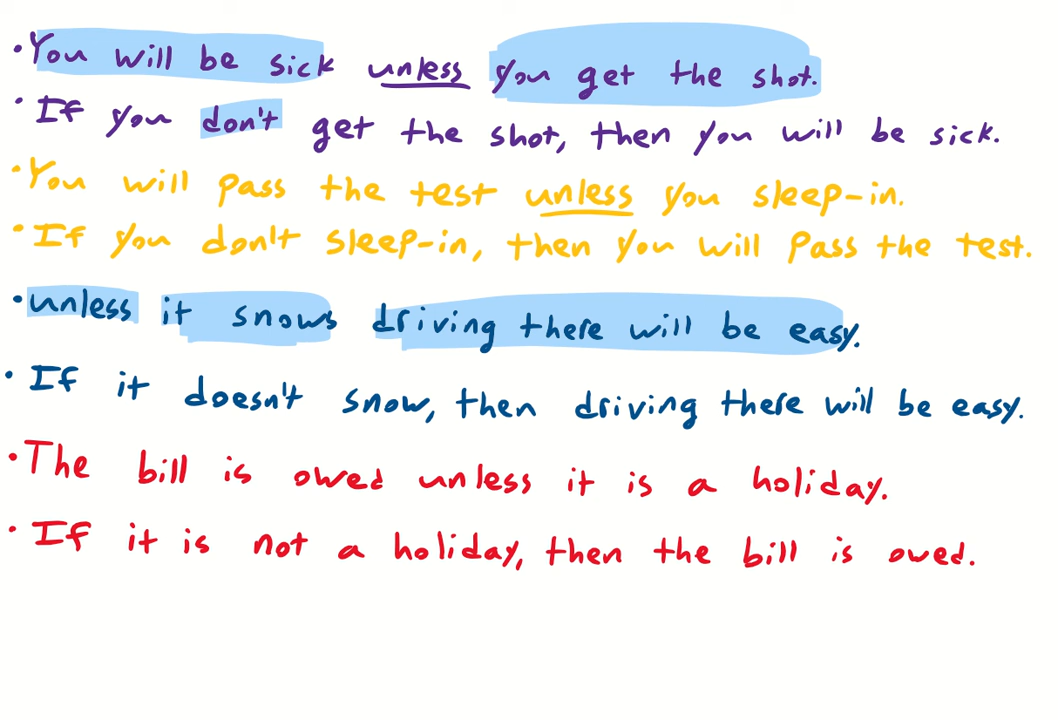 •You will be sick unless you get the shot.
•If you don't get the shot, then you will be sick.
•You will pass the test unless you sleep-in.
•If you don't sleep-in, then you will pass the test.
•unless it snows driving there will be easy.
•If it doesn't snow, then driving there will be easy.
•The bill is owed unless it is a holiday.
•If it is not a holiday, then the bill is owed.